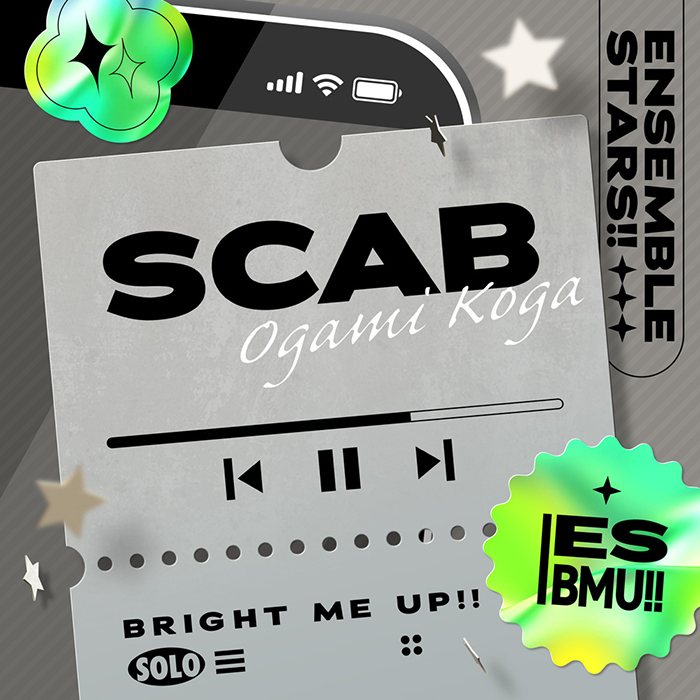 ENSEMBLE
STARS!!
SCAB
Ogami Koga
ES
BMU!!
BRIGHT ME UP!!
SOLO